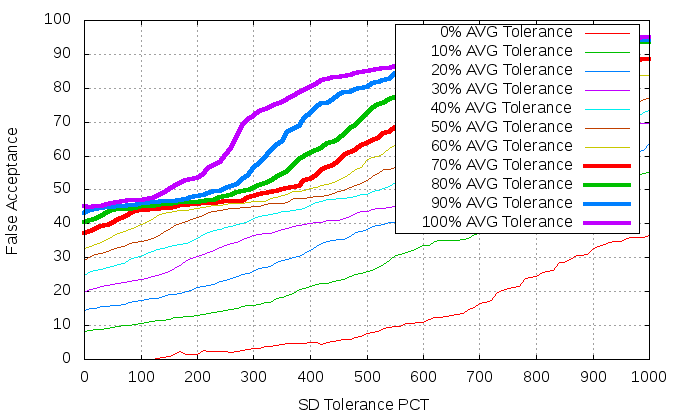 100
90
80
70
60
50
40
30
20
10
0
False Acceptance
0% AVG Tolerance
10% AVG Tolerance
20% AVG Tolerance
30% AVG Tolerance
40% AVG Tolerance
50% AVG Tolerance
60% AVG Tolerance
70% AVG Tolerance
80% AVG Tolerance
90% AVG Tolerance
100% AVG Tolerance
0 100 200 300 400 500 600 700 800 900 1000
SD Tolerance PCT